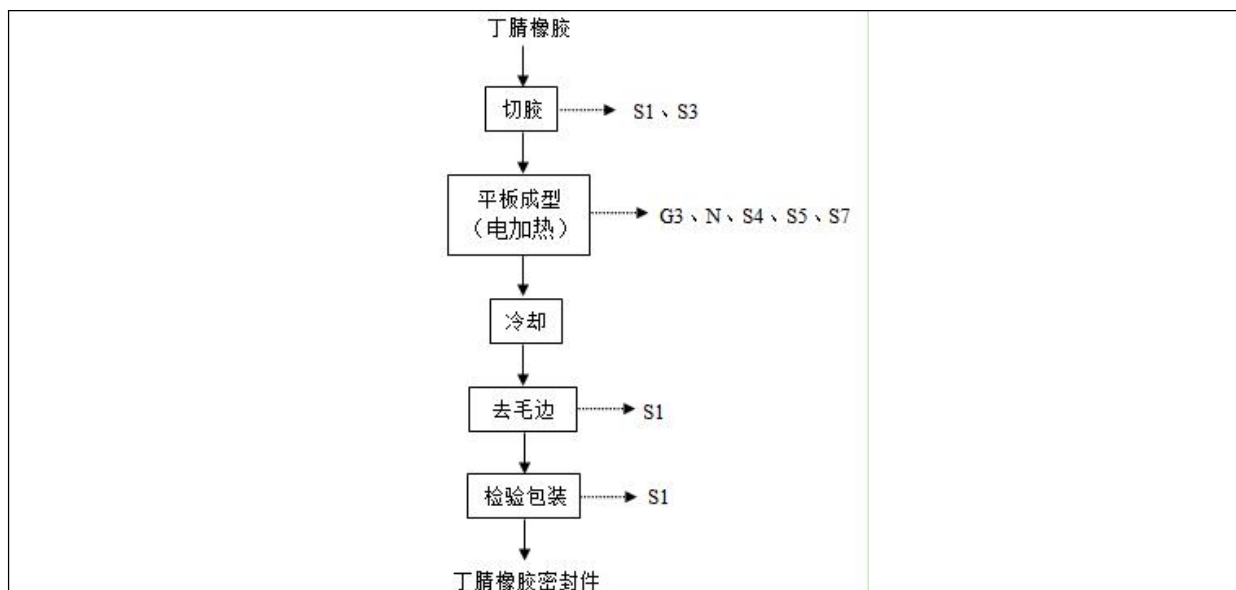 丁腈橡胶
切胶
S1、S3
平板成型
（电加热）
G3、N、S4、S5、S7
冷却
去毛边
S1
检验包装
S1
丁腈橡胶密封件